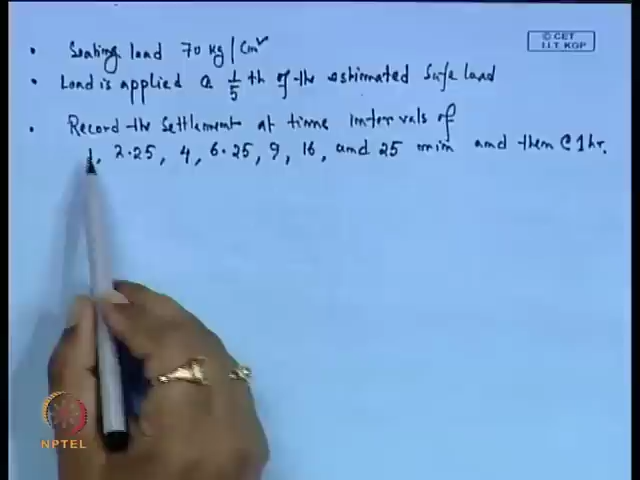 © CET
I.I.T. KGP
• Seating load 70 kg/cm²
• Load is applied @ 1/5 th of the estimated safe load
• Record the settlement at time intervals of
1, 2.25, 4, 6.25, 9, 16, and 25 min and then @ 1 hr.
NPTEL